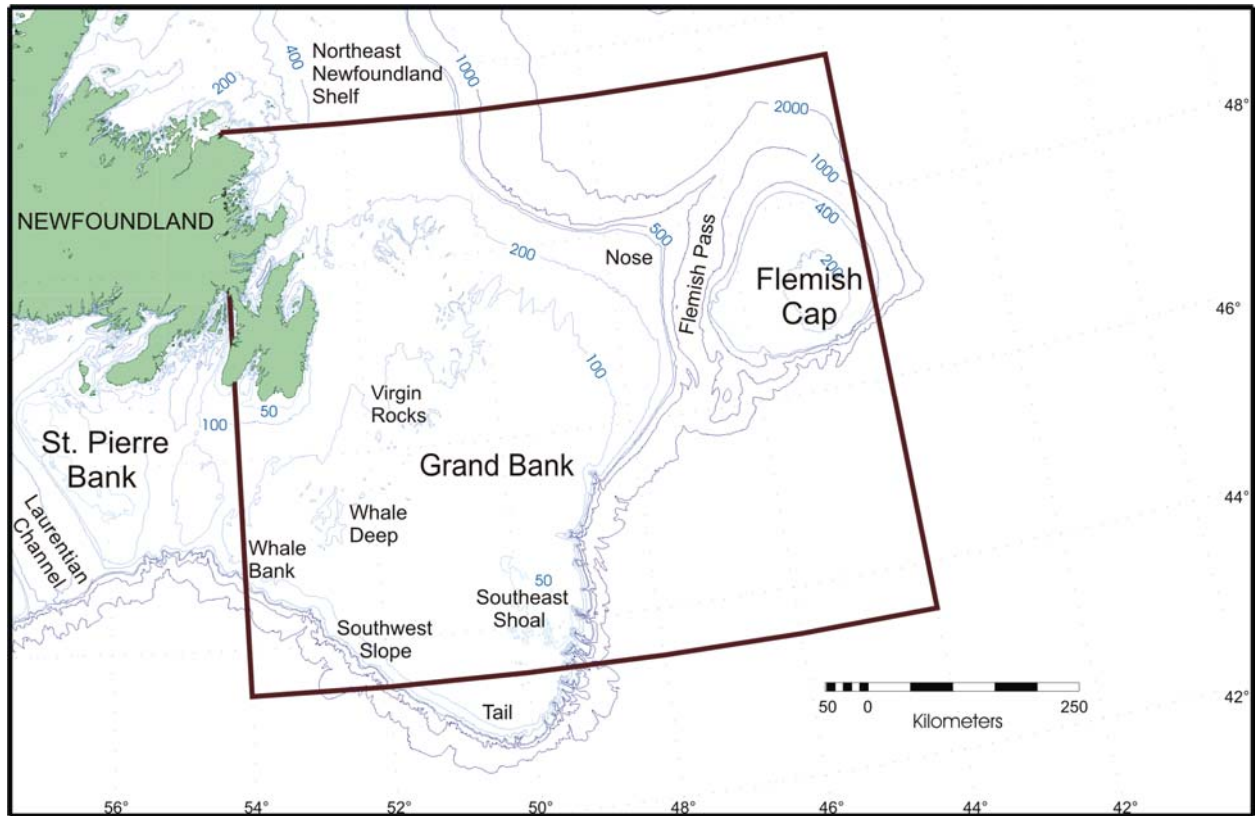 200
400
Northeast
Newfoundland
Shelf
1000
2000
48°
1000
400
NEWFOUNDLAND
200
500
Nose
Flemish Pass
200
Flemish
Cap
46°
100
Virgin
Rocks
100
50
St. Pierre
Bank
Grand Bank
Laurentian
Channel
Whale
Deep
44°
Whale
Bank
50
Southeast
Shoal
Southwest
Slope
Tail
42°
50 0 250
Kilometers
56° 54° 52° 50° 48° 46° 44° 42°